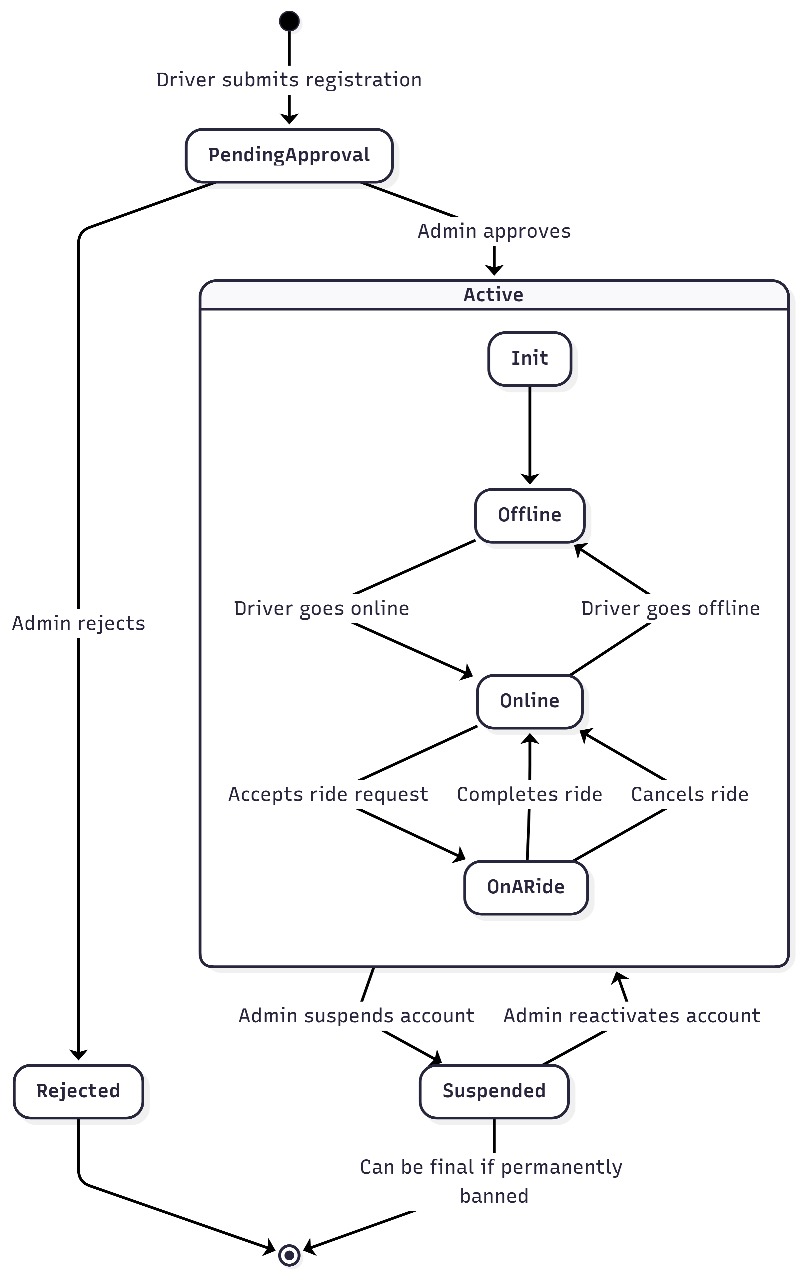 Driver submits registration
PendingApproval
Admin approves
Active
Init
Offline
Driver goes online
Driver goes offline
Admin rejects
Online
Accepts ride request
Completes ride
Cancels ride
OnARide
Admin suspends account
Admin reactivates account
Rejected
Suspended
Can be final if permanently
banned